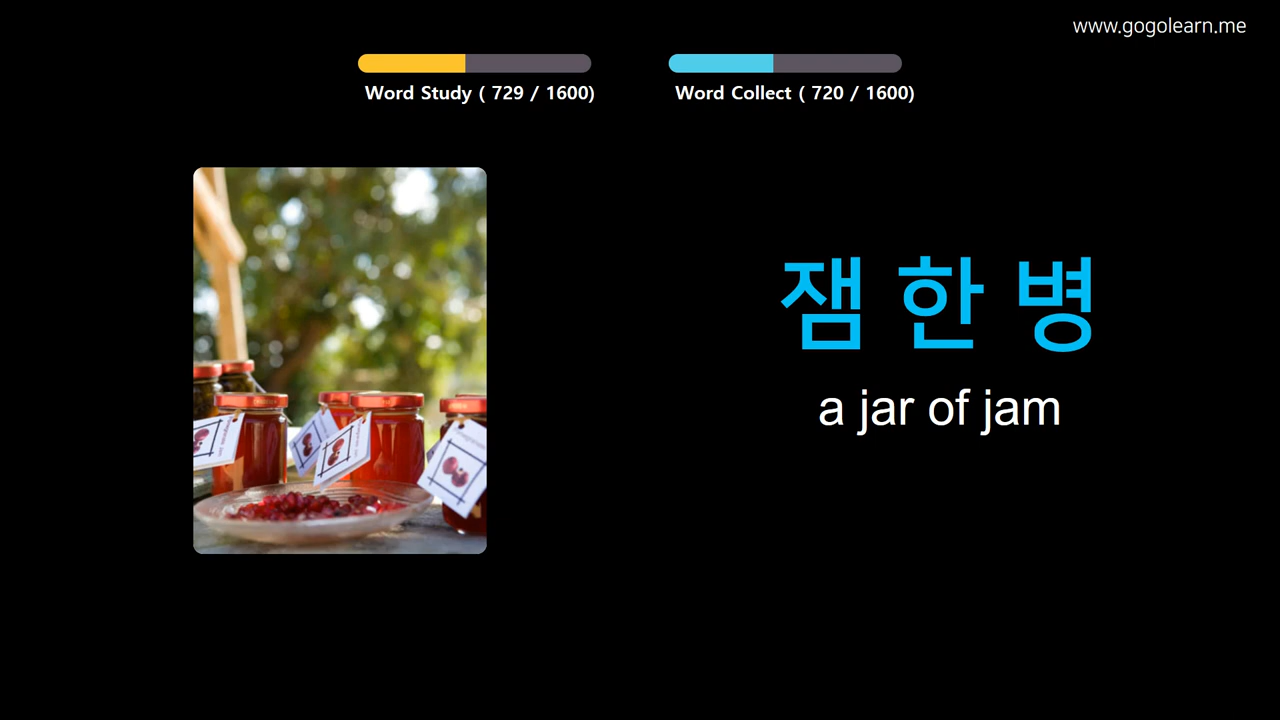 www.gogolearn.me
Word Study ( 729 / 1600)
Word Collect ( 720 / 1600)
잼 한 병
a jar of jam